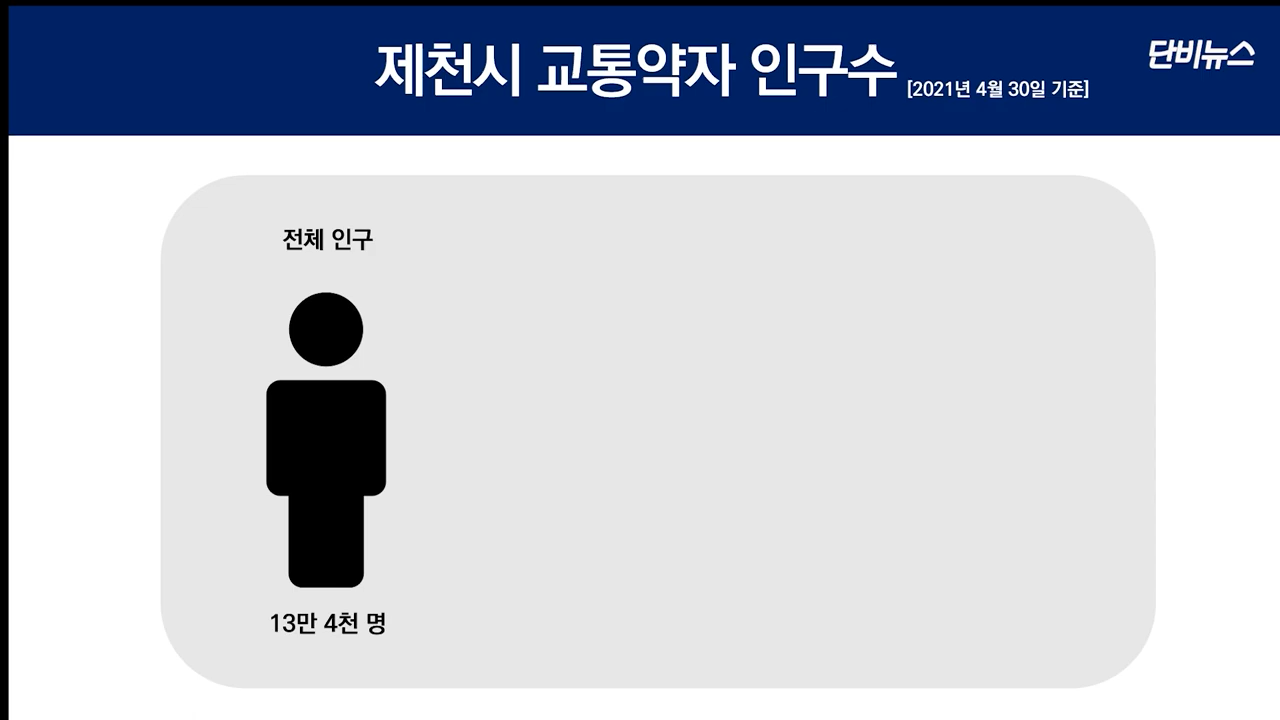 제천시 교통약자 인구수 [2021년 4월 30일 기준]
단비뉴스
전체 인구
13만 4천 명